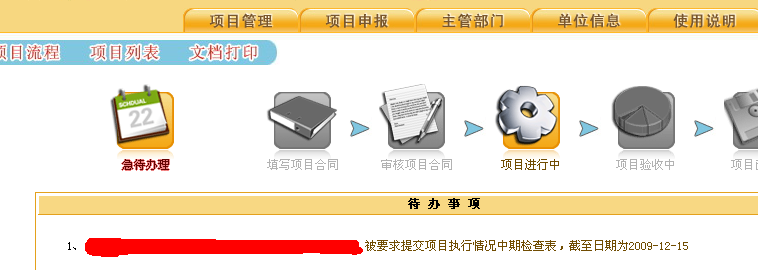 项目管理 项目申报 主管部门 单位信息 使用说明
项目流程 项目列表 文档打印
SCHDUAL
22
急待办理 填写项目合同 审核项目合同 项目进行中 项目验收中 项目
待 办 事 项
1、 被要求提交项目执行情况中期检查表，截至日期为2009-12-15